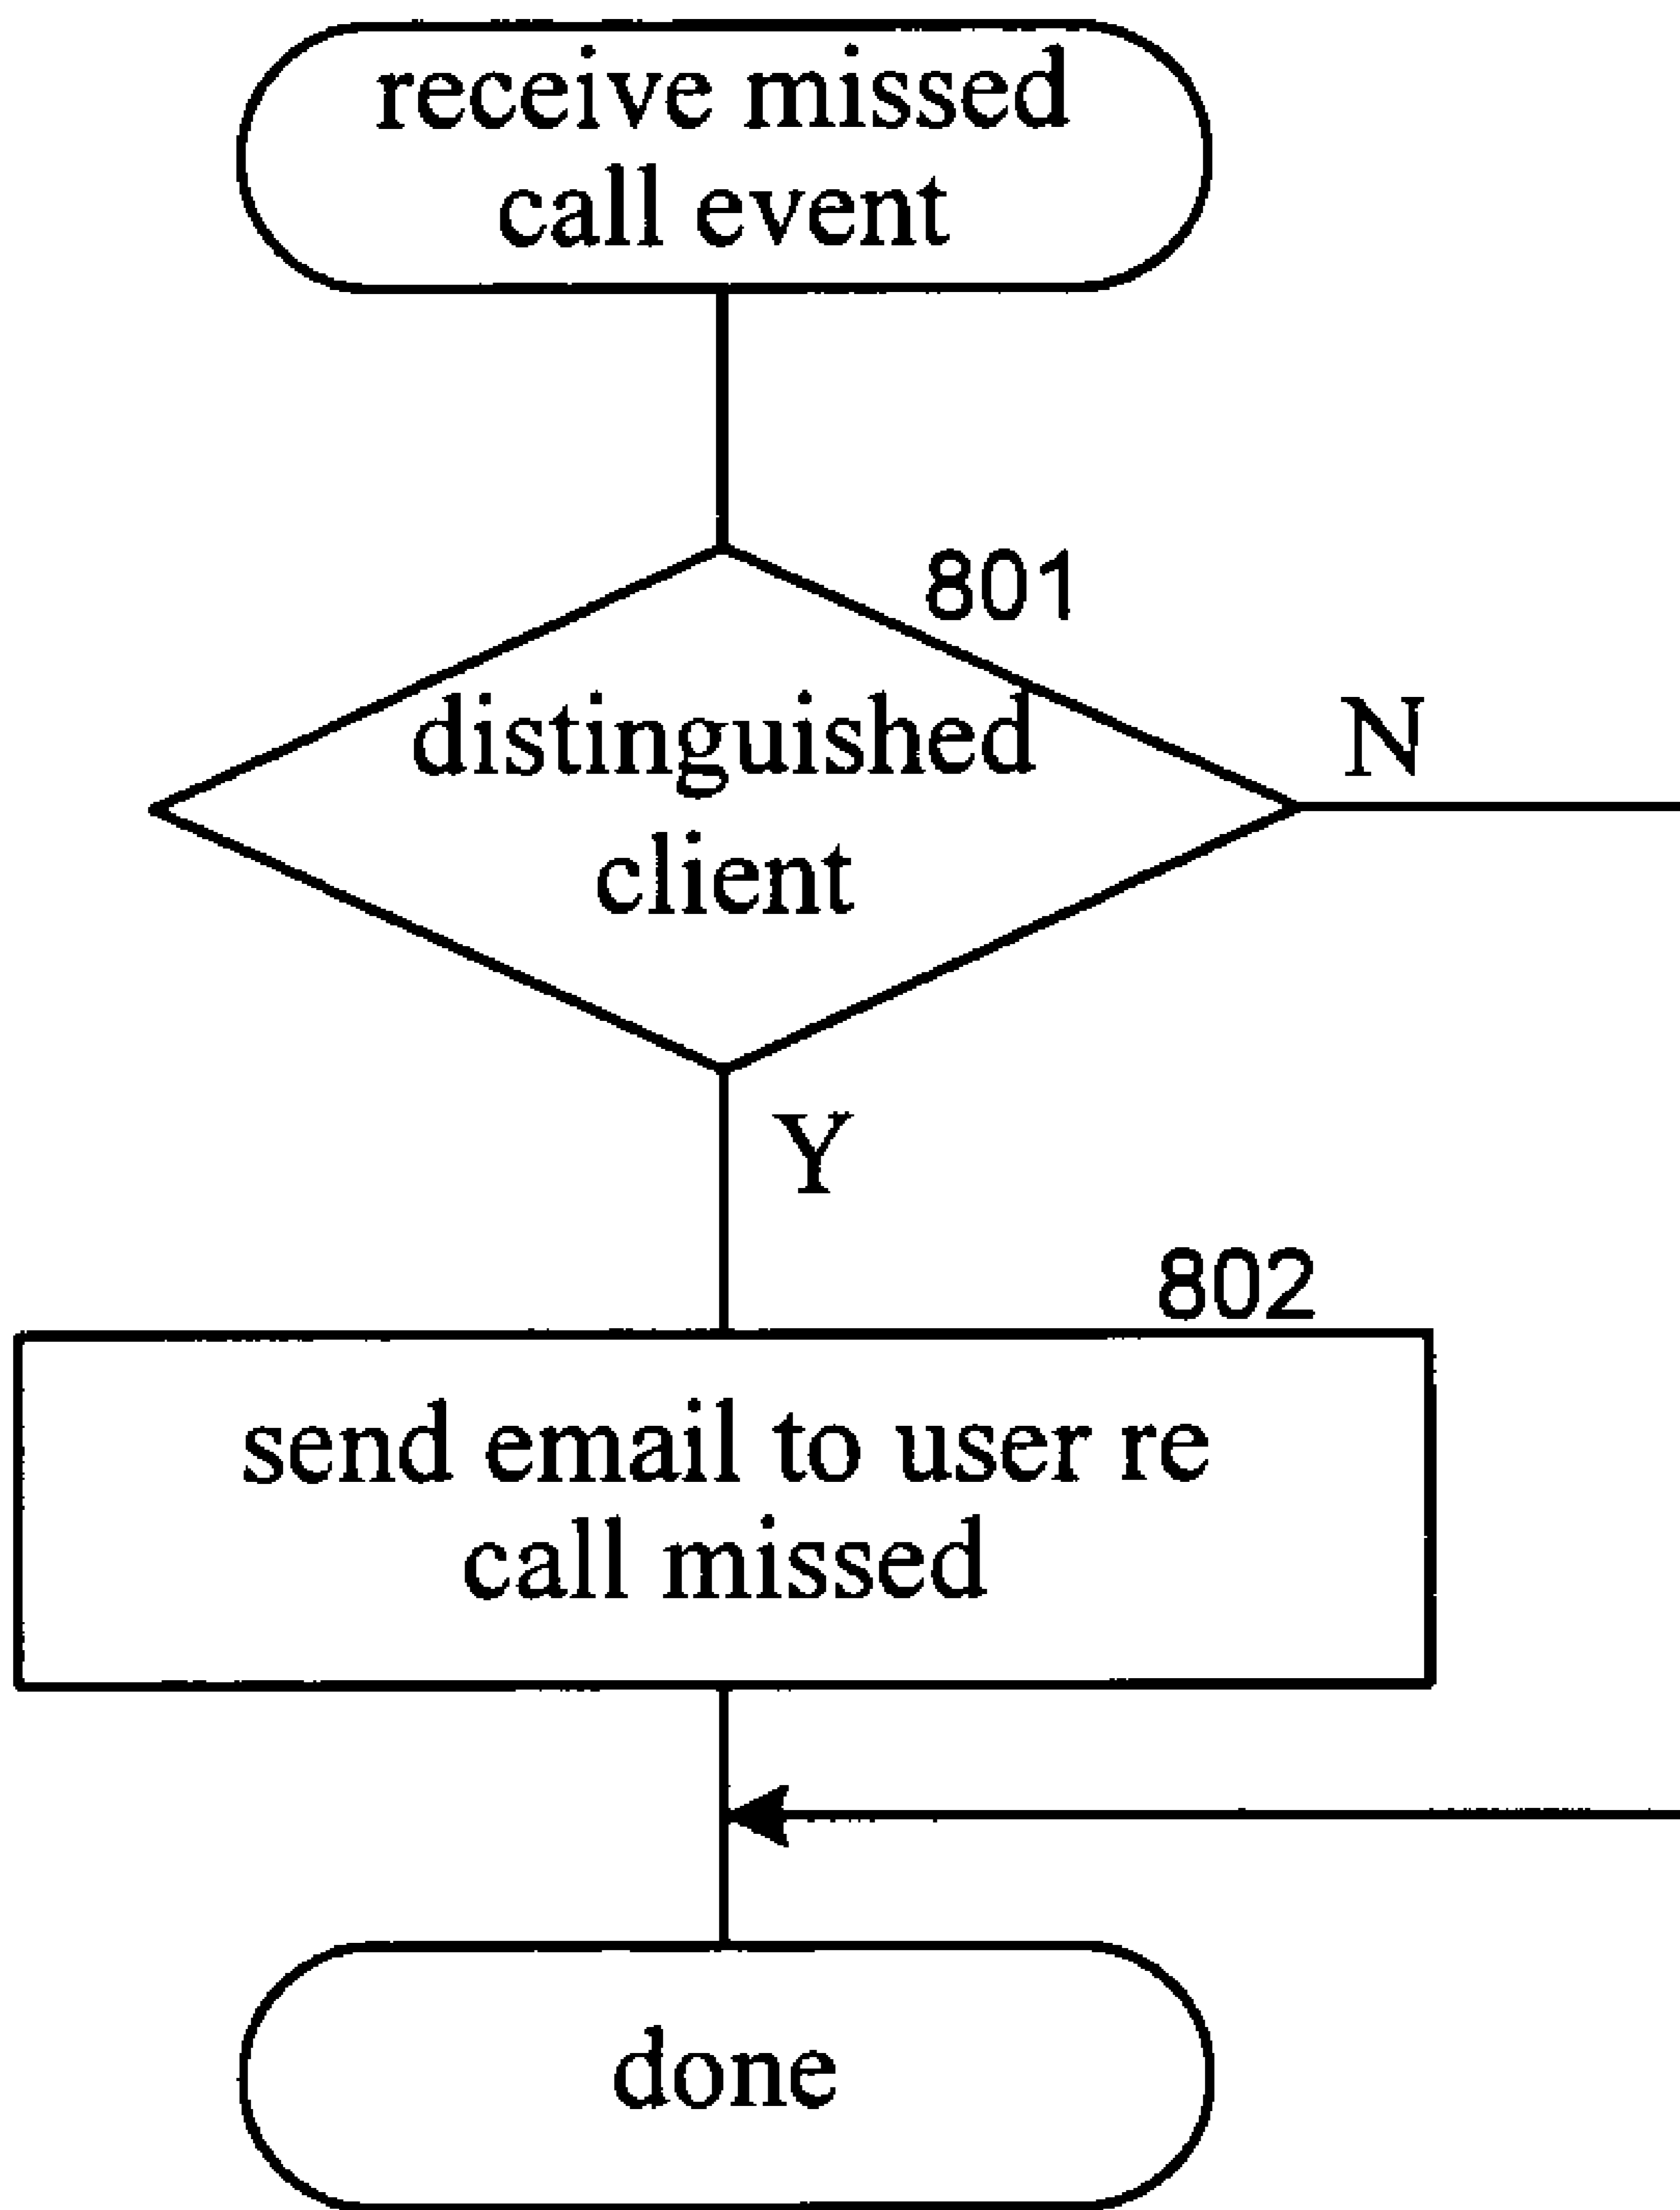 receive missed
call event
801
distinguished
client
N
Y
802
send email to user re
call missed
done